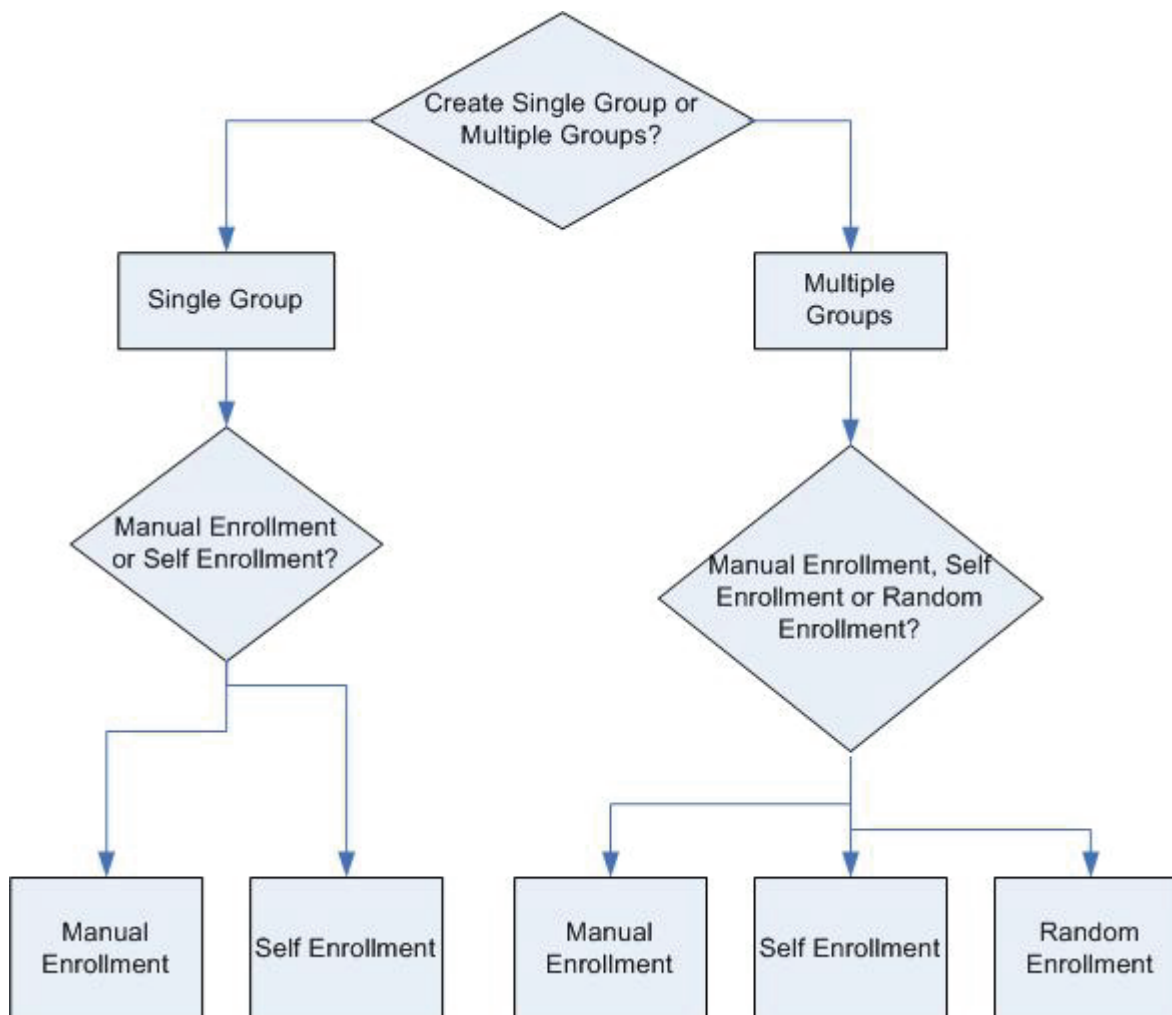 Create Single Group or
Multiple Groups?
Single Group
Multiple
Groups
Manual Enrollment
or Self Enrollment?
Manual Enrollment, Self
Enrollment or Random
Enrollment?
Manual
Enrollment
Self Enrollment
Manual
Enrollment
Self Enrollment
Random
Enrollment